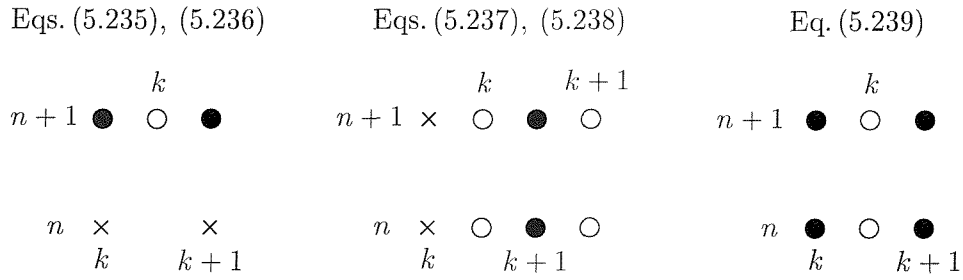 Eqs. (5.235), (5.236)
Eqs. (5.237), (5.238)
Eq. (5.239)
k
k
k + 1
k
n + 1
n + 1
n + 1
n
n
n
k
k + 1
k
k + 1
k
k + 1